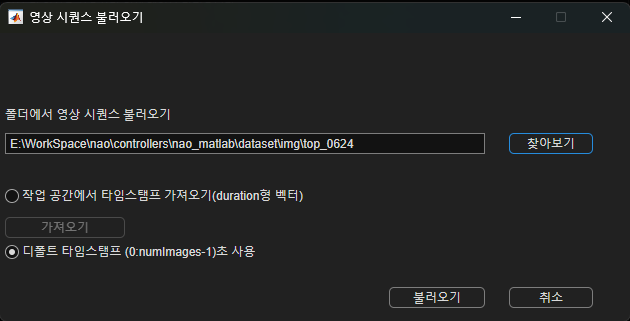 영상 시퀀스 불러오기
폴더에서 영상 시퀀스 불러오기
E:\WorkSpace\nao\controllers\nao_matlab\dataset\img\top_0624
찾아보기
작업 공간에서 타임스탬프 가져오기(duration형 벡터)
가져오기
디폴트 타임스탬프 (0:numImages-1)초 사용
불러오기
취소